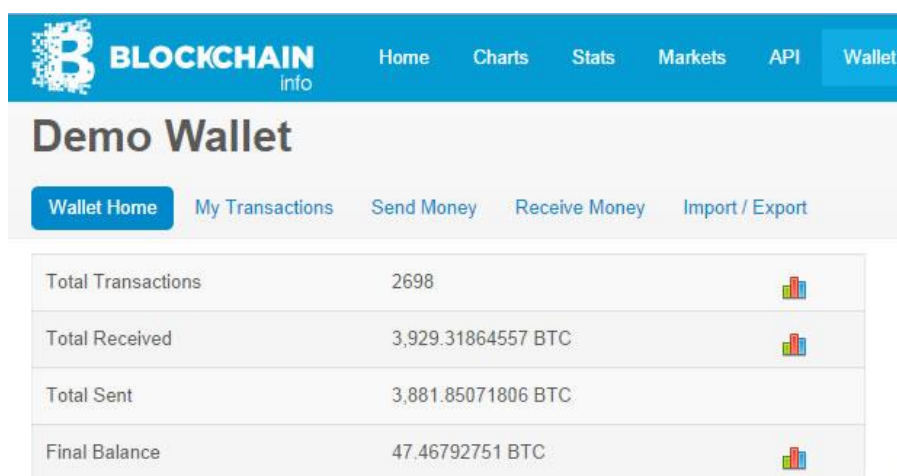 BLOCKCHAIN
info
Home Charts Stats Markets API Wallet
Demo Wallet
Wallet Home My Transactions Send Money Receive Money Import / Export
Total Transactions 2698
Total Received 3,929.31864557 BTC
Total Sent 3,881.85071806 BTC
Final Balance 47.46792751 BTC